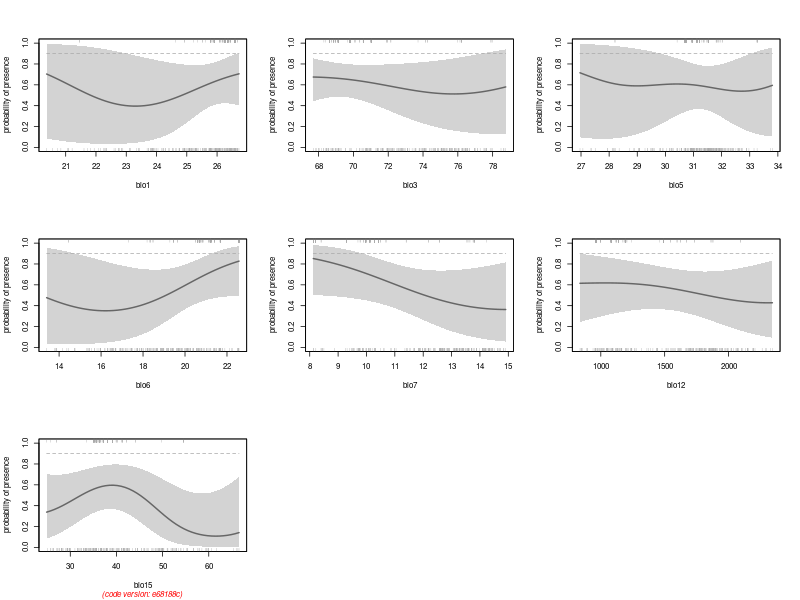 probability of presence
0.0 0.2 0.4 0.6 0.8 1.0
21 22 23 24 25 26
bio1
probability of presence
0.0 0.2 0.4 0.6 0.8 1.0
68 70 72 74 76 78
bio3
probability of presence
0.0 0.2 0.4 0.6 0.8 1.0
27 28 29 30 31 32 33 34
bio5
probability of presence
0.0 0.2 0.4 0.6 0.8 1.0
14 16 18 20 22
bio6
probability of presence
0.0 0.2 0.4 0.6 0.8 1.0
8 9 10 11 12 13 14 15
bio7
probability of presence
0.0 0.2 0.4 0.6 0.8 1.0
1000 1500 2000
bio12
probability of presence
0.0 0.2 0.4 0.6 0.8 1.0
30 40 50 60
bio15
(code version: e68188c)